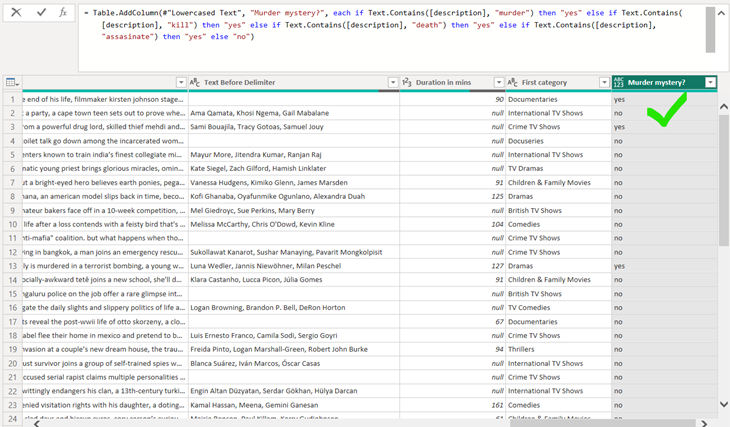 = Table.AddColumn(#"Lowercased Text", "Murder mystery?", each if Text.Contains([description], "murder") then "yes" else if Text.Contains(
[description], "kill") then "yes" else if Text.Contains([description], "death") then "yes" else if Text.Contains([description],
"assasinate") then "yes" else "no")
Text Before Delimiter Duration in mins First category Murder mystery?
1 e end of his life, filmmaker kirsten johnson stage... 90 Documentaries yes
2 a party, a cape town teen sets out to prove whe... Ama Qamata, Khosi Ngema, Gail Mabalane null International TV Shows no
3 om a powerful drug lord, skilled thief mehdi and... Sami Bouajila, Tracy Gotoas, Samuel Jouy null Crime TV Shows yes
4 oilet talk go down among the incarcerated wom... null Docuseries no
5 enters known to train india's finest collegiate mi... Mayur More, Jitendra Kumar, Ranjan Raj null International TV Shows no
6 matic young priest brings glorious miracles, omin... Kate Siegel, Zach Gilford, Hamish Linklater null TV Dramas no
7 ut a bright-eyed hero believes earth ponies, pega... Vanessa Hudgens, Kimiko Glenn, James Marsden 91 Children & Family Movies no
8 hana, an american model slips back in time, beco... Kofi Ghanaba, Oyafunmike Ogunlano, Alexandra Duah 125 Dramas no
9 nateur bakers face off in a 10-week competition, ... Mel Giedroyc, Sue Perkins, Mary Berry null British TV Shows no
10 life after a loss contends with a feisty bird that's ... Melissa McCarthy, Chris O'Dowd, Kevin Kline 104 Comedies no
11 nti-mafia" coalition. but what happens when tho... null Crime TV Shows no
12 ving in bangkok, a man joins an emergency rescu... Sukollawat Kanarot, Sushar Manaying, Pavarit Mongkolpisit null Crime TV Shows no
13 ly is murdered in a terrorist bombing, a young w... Luna Wedler, Jannis Niewöhner, Milan Peschel 127 Dramas yes
14 ocially-awkward tetê joins a new school, she'll d... Klara Castanho, Lucca Picon, Júlia Gomes 91 Children & Family Movies no
15 ngaluru police on the job offer a rare glimpse int... null British TV Shows no
16 gate the daily slights and slippery politics of life a... Logan Browning, Brandon P. Bell, DeRon Horton null TV Comedies no
17 ts reveal the post-wwii life of otto skorzeny, a clo... 67 Documentaries no
18 lad flee their home in mexico and pretend to b... Luis Ernesto Franco, Camila Sodi, Sergio Goyri null Crime TV Shows no
19 nvasion at a couple's new dream house, the trau... Freida Pinto, Logan Marshall-Green, Robert John Burke 94 Thrillers no
20 ust survivor joins a group of self-trained spies w... Blanca Suárez, Iván Marcos, Óscar Casas null International TV Shows no
21 ccused serial rapist claims multiple personalities ... null Crime TV Shows no
22 wittingly endangers his clan, a 13th-century turki... Engin Altan Düzyatan, Serdar Gökhan, Hülya Darcan null International TV Shows no
23 enied visitation rights with his daughter, a doting... Kamal Hassan, Meena, Gemini Ganesan 161 Comedies no
24